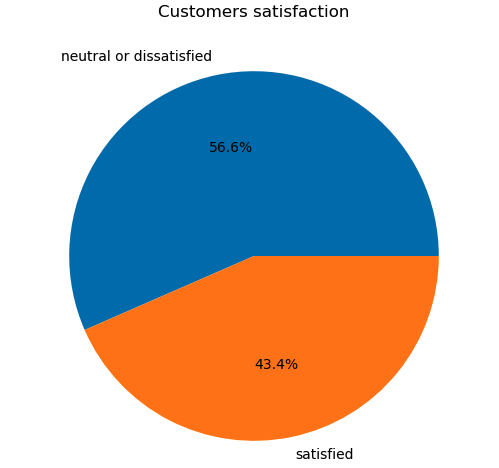 Customers satisfaction
neutral or dissatisfied
56.6%
43.4%
satisfied